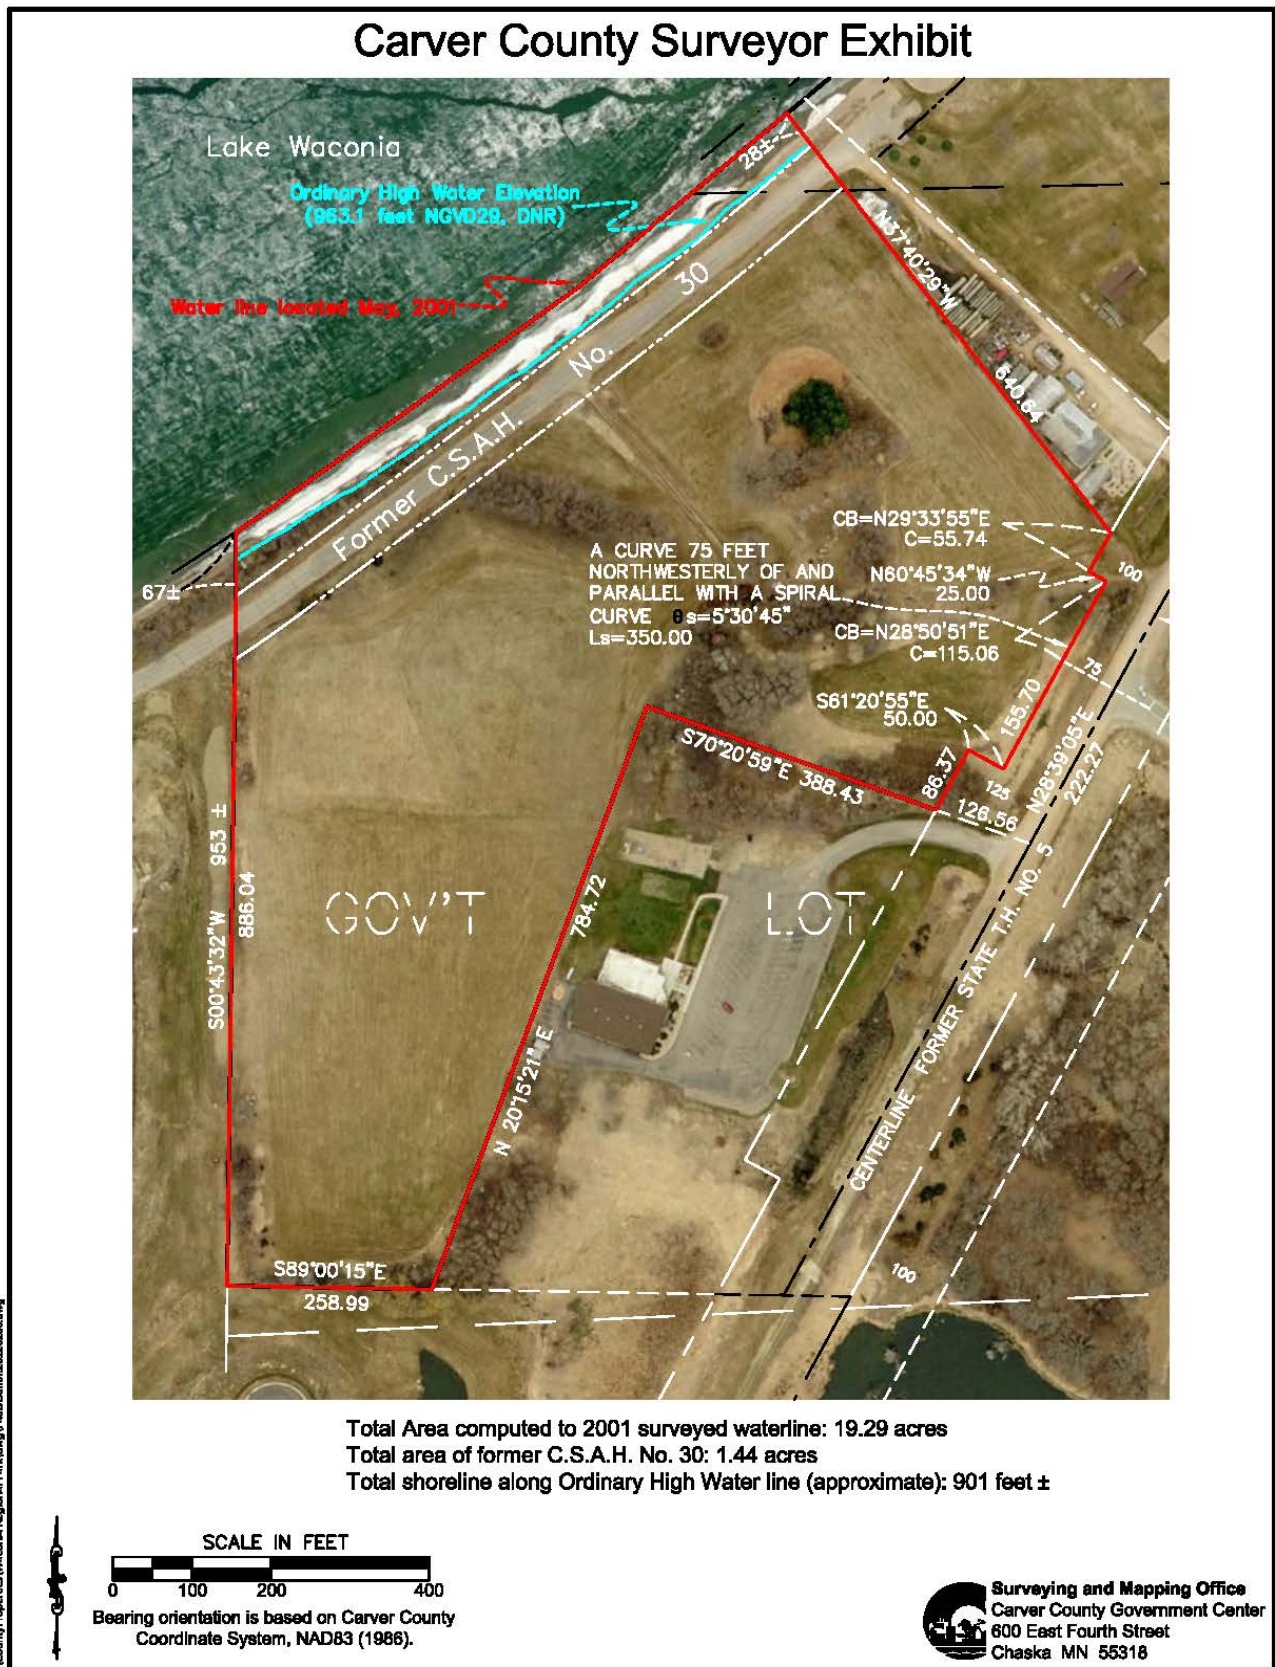 Carver County Surveyor Exhibit
Lake Waconia
28±
Ordinary High Water Elevation
(963.1 feet NGVD29, DNR)
N37°40'29"W
Water line located May, 2001
30
No.
640.64
Former C.S.A.H.
CB=N29°33'55"E
C=55.74
A CURVE 75 FEET
NORTHWESTERLY OF AND
PARALLEL WITH A SPIRAL
CURVE θs=5°30'45"
Ls=350.00
N60°45'34"W
25.00
100
67±
CB=N28°50'51"E
C=115.06
75
S61°20'55"E
50.00
155.70
S70°20'59"E 388.43
86.37
125
N28°39'05"E
222.27
126.56
953 ±
S00°43'32"W
886.04
GOV'T LOT
784.72
N 20°15'21" E
CENTERLINE FORMER STATE T.H. NO. 5
S89°00'15"E
258.99
100
Total Area computed to 2001 surveyed waterline: 19.29 acres
Total area of former C.S.A.H. No. 30: 1.44 acres
Total shoreline along Ordinary High Water line (approximate): 901 feet ±
SCALE IN FEET
0 100 200 400
Bearing orientation is based on Carver County
Coordinate System, NAD83 (1986).
Surveying and Mapping Office
Carver County Government Center
600 East Fourth Street
Chaska MN 55318